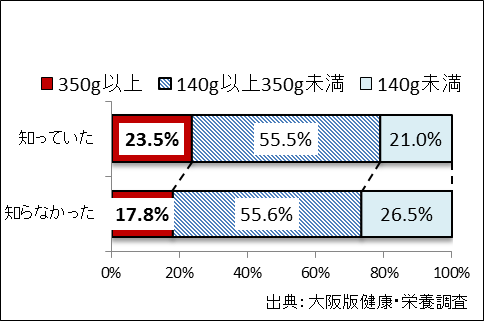 350g以上 140g以上350g未満 140g未満
知っていた 23.5% 55.5% 21.0%
知らなかった 17.8% 55.6% 26.5%
0% 20% 40% 60% 80% 100%
出典：大阪版健康・栄養調査